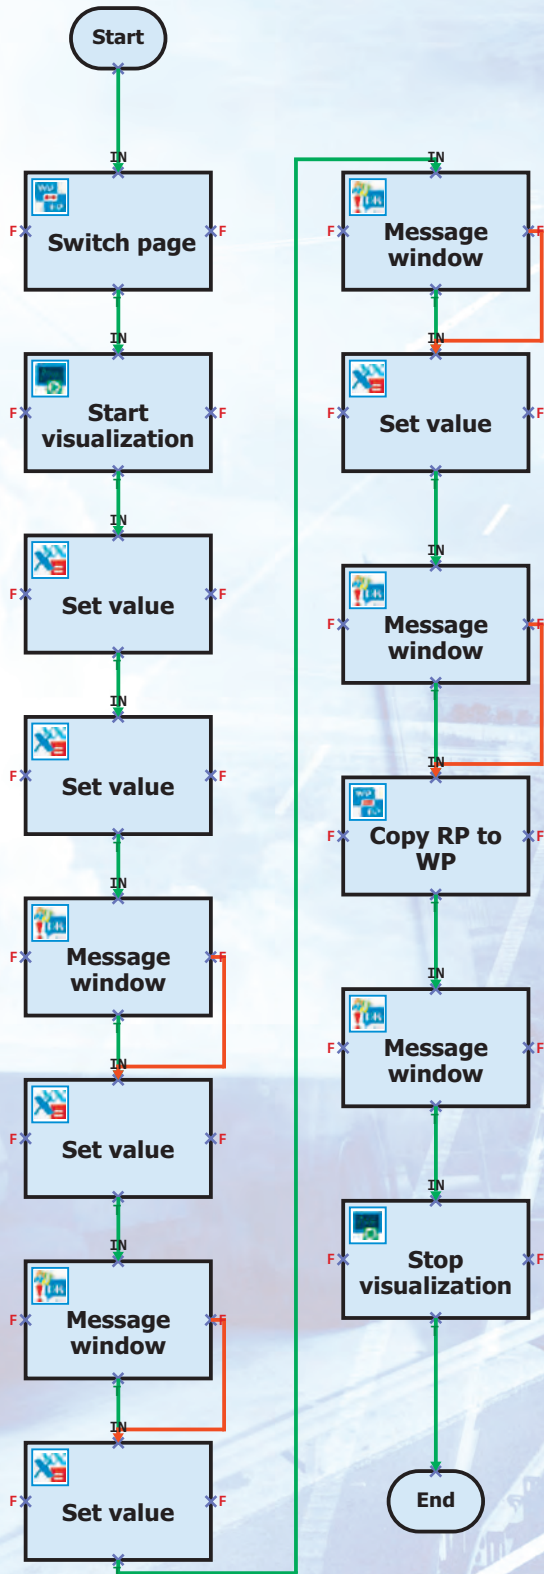 Start
IN
F F
Switch page
T
IN
F F
Start
visualization
T
IN
F F
Set value
T
IN
F F
Set value
T
IN
F F
Message
window
T
IN
F F
Set value
T
IN
F F
Message
window
T
IN
F F
Set value
T
IN
F F
Message
window
T
IN
F F
Set value
T
IN
F F
Message
window
T
IN
F F
Copy RP to
WP
T
IN
F F
Message
window
T
IN
F F
Stop
visualization
T
End